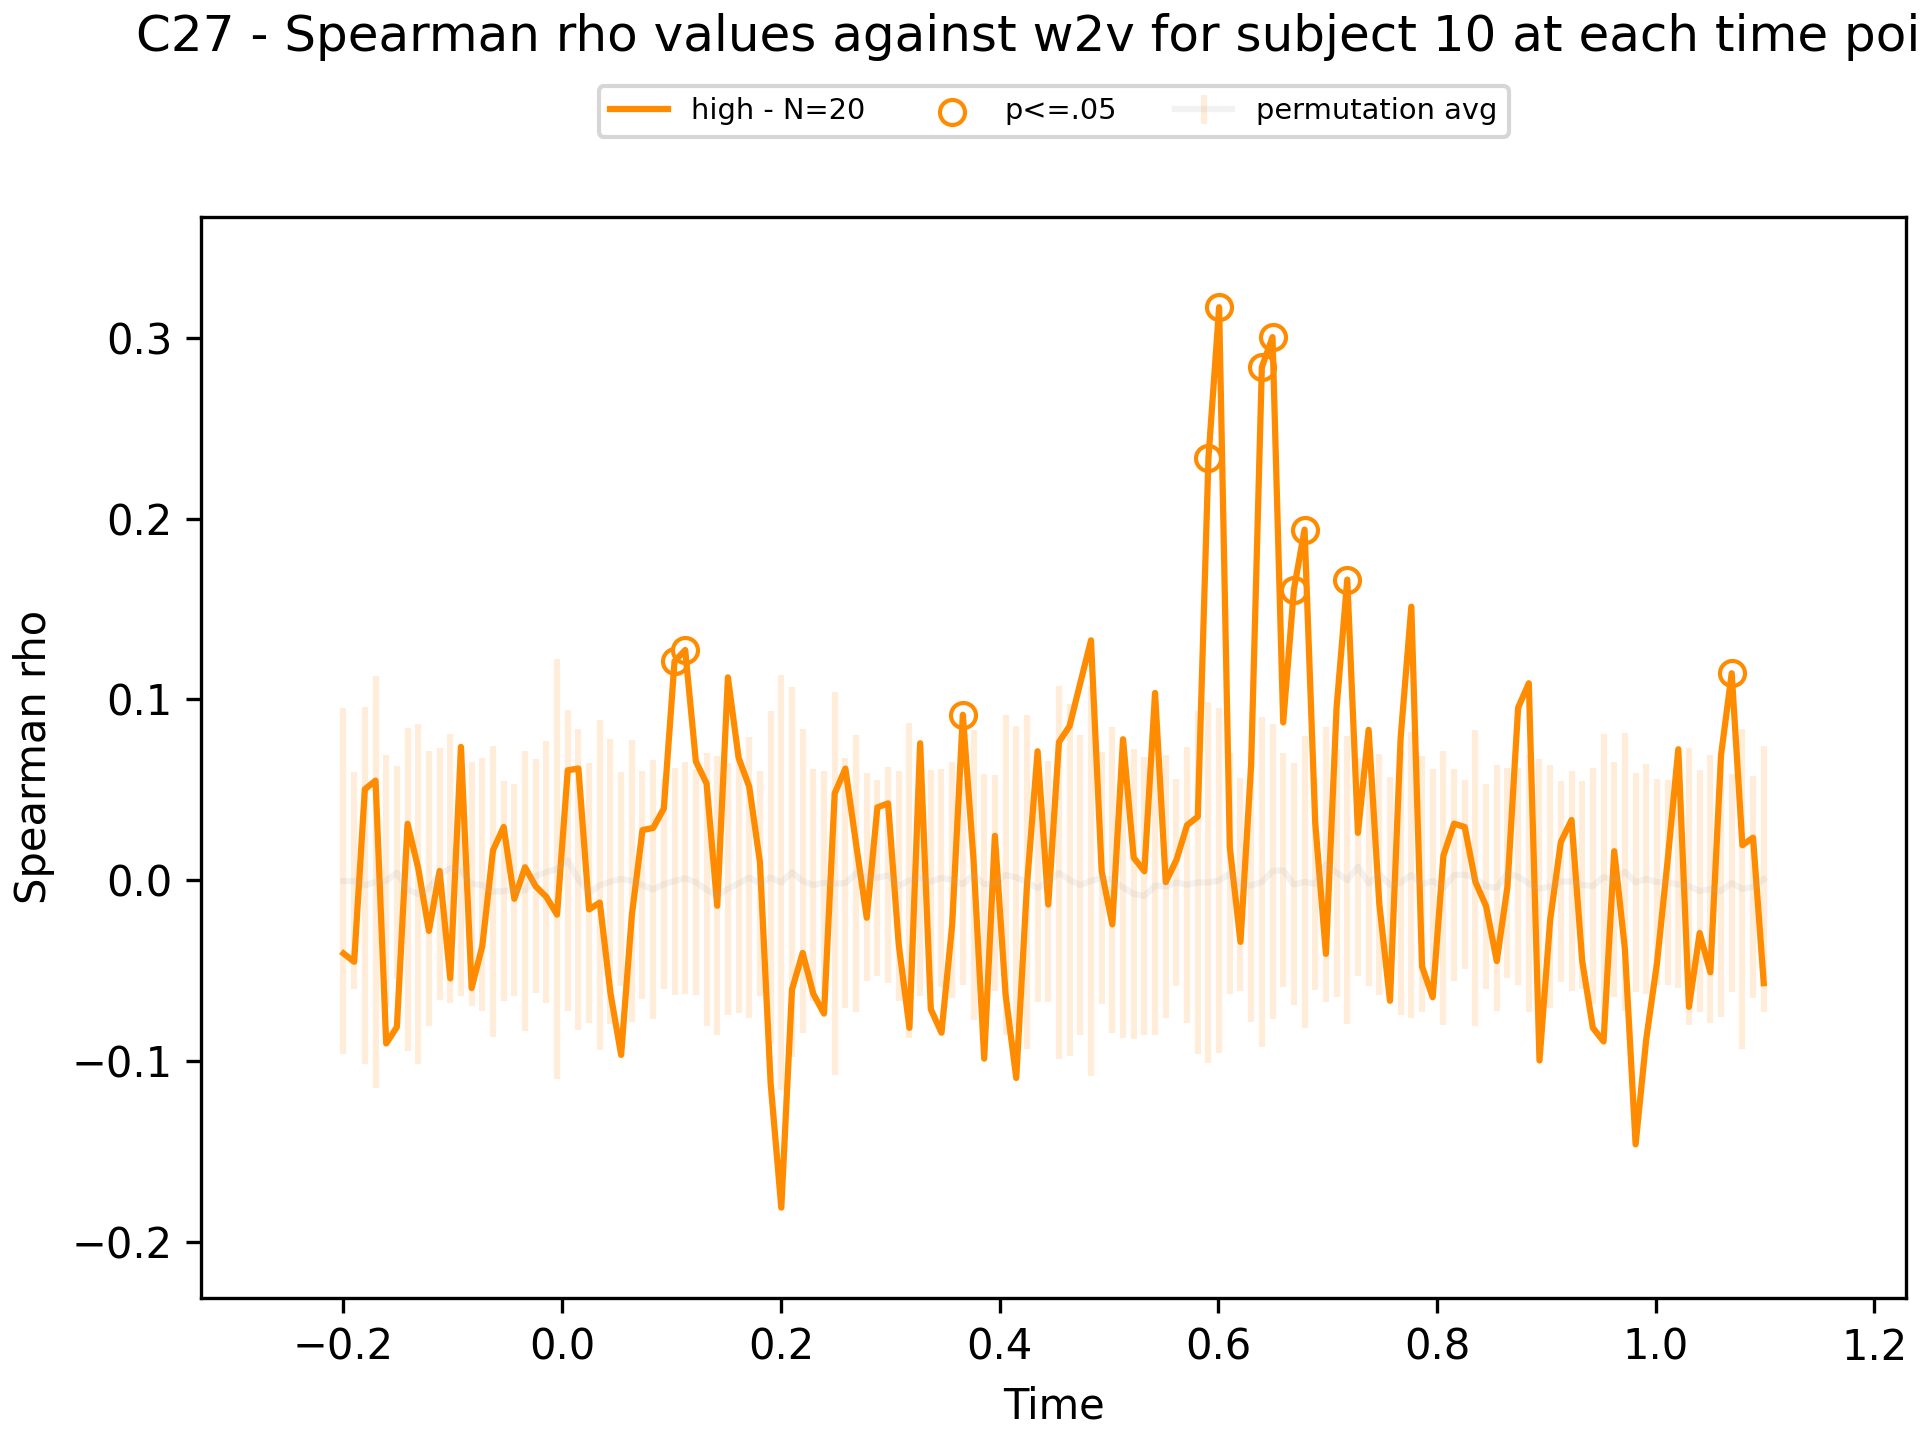 C27 - Spearman rho values against w2v for subject 10 at each time poi
high - N=20
p<=.05
permutation avg
Spearman rho
0.3
0.2
0.1
0.0
−0.1
−0.2
−0.2 0.0 0.2 0.4 0.6 0.8 1.0 1.2
Time